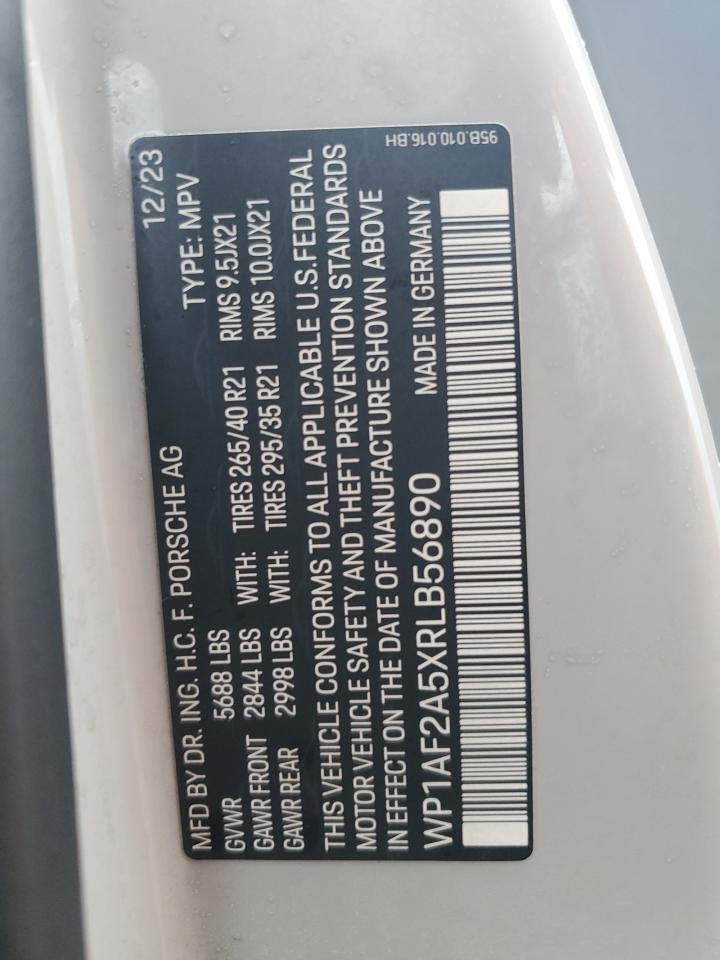 MFD BY DR. ING. H.C. F. PORSCHE AG 12/23
GVWR 5688 LBS TYPE: MPV
GAWR FRONT 2844 LBS WITH: TIRES 265/40 R21 RIMS 9.5JX21
GAWR REAR 2998 LBS WITH: TIRES 295/35 R21 RIMS 10.0JX21
THIS VEHICLE CONFORMS TO ALL APPLICABLE U.S.FEDERAL
MOTOR VEHICLE SAFETY AND THEFT PREVENTION STANDARDS
IN EFFECT ON THE DATE OF MANUFACTURE SHOWN ABOVE
WP1AF2A5XRLB56890 MADE IN GERMANY
95B.010.016.BH